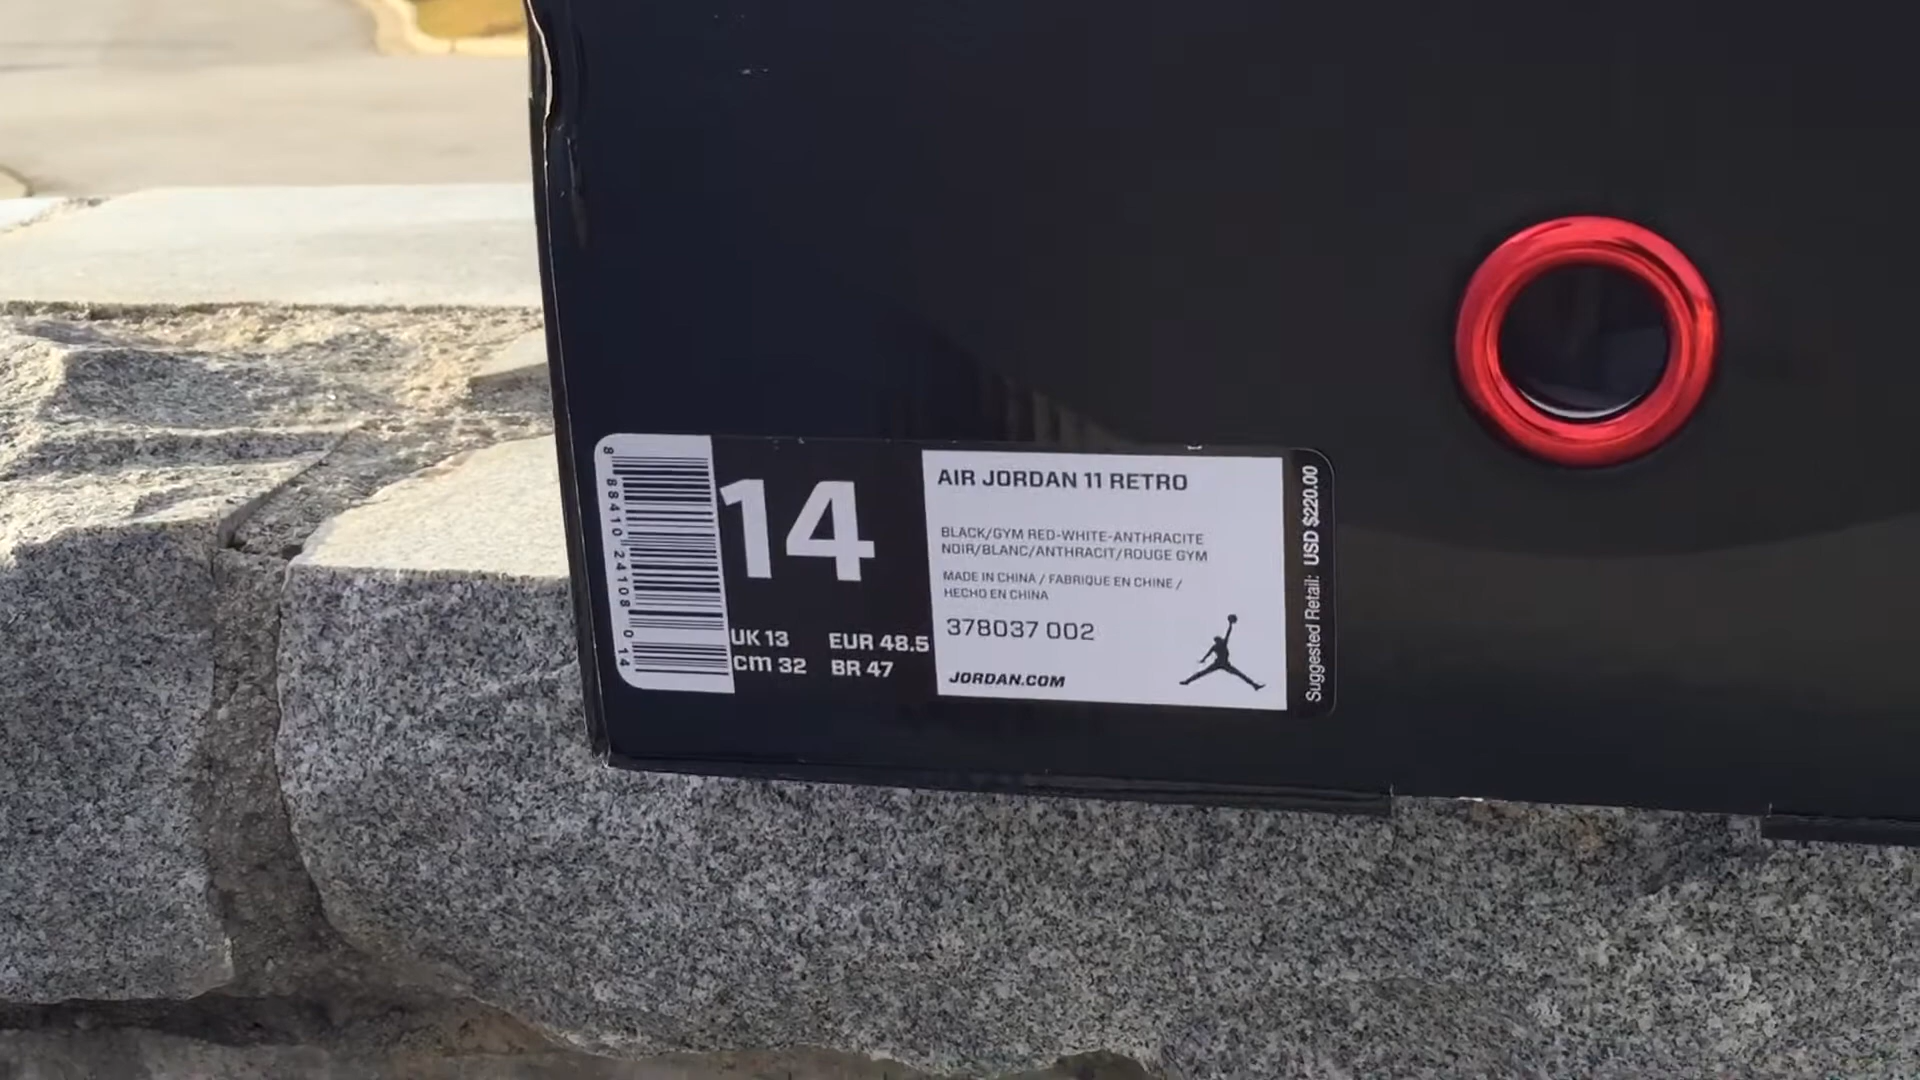 8 88410 24108 0 14
14
UK 13 EUR 48.5
cm 32 BR 47
AIR JORDAN 11 RETRO
BLACK/GYM RED-WHITE-ANTHRACITE
NOIR/BLANC/ANTHRACIT/ROUGE GYM
MADE IN CHINA / FABRIQUE EN CHINE /
HECHO EN CHINA
378037 002
JORDAN.COM
Suggested Retail: USD $220.00